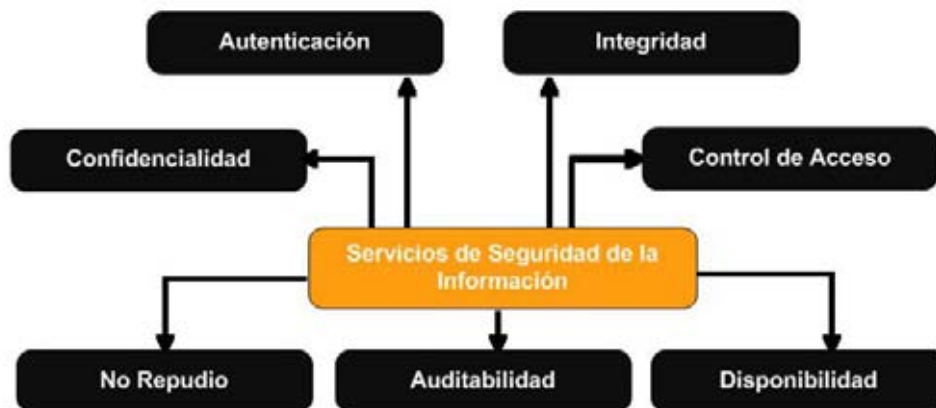 Autenticación
Integridad
Confidencialidad
Control de Acceso
Servicios de Seguridad de la
Información
No Repudio
Auditabilidad
Disponibilidad